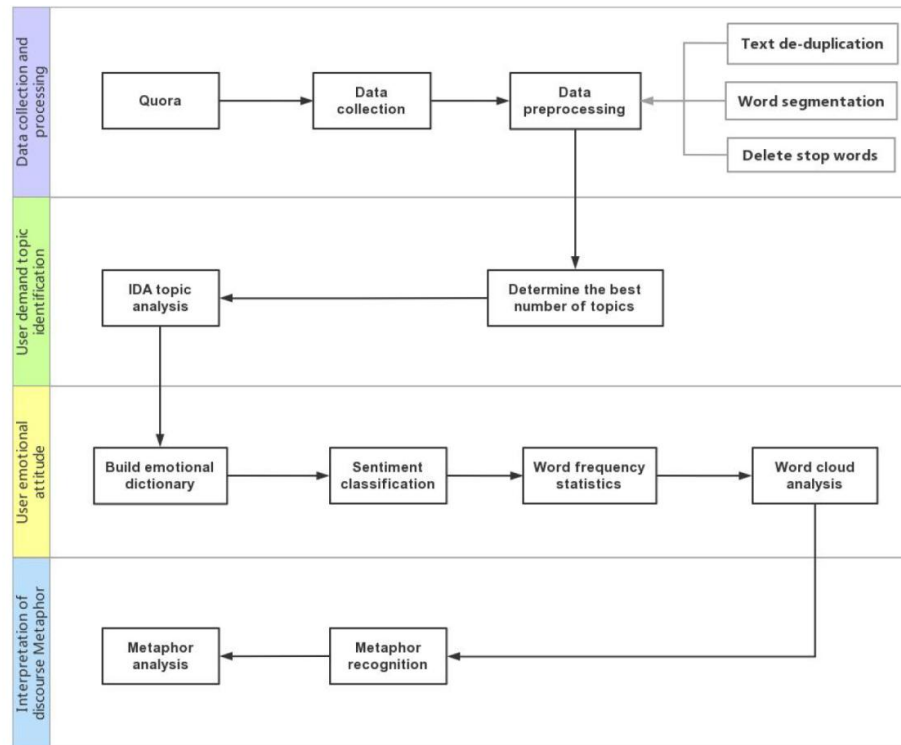 Data collection and
processing
Quora
Data
collection
Data
preprocessing
Text de-duplication
Word segmentation
Delete stop words
User demand topic
identification
IDA topic
analysis
Determine the best
number of topics
User emotional
attitude
Build emotional
dictionary
Sentiment
classification
Word frequency
statistics
Word cloud
analysis
Interpretation of
discourse Metaphor
Metaphor
analysis
Metaphor
recognition